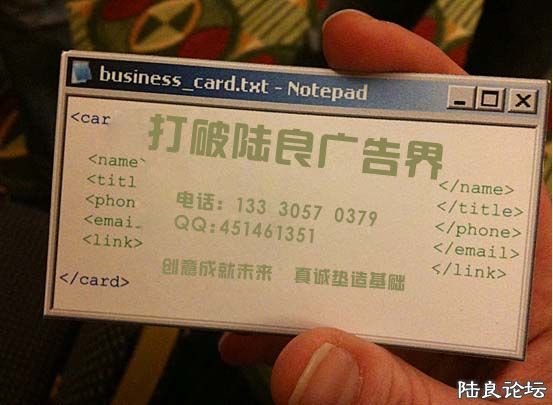 business_card.txt - Notepad
<car
打破陆良广告界
<name> </name>
<titl </title>
电话: 133 3057 0379
<phon </phone>
QQ:451461351
<emai </email>
<link> </link>
创意成就未来 真诚垫造基础
</card>
陆良论坛